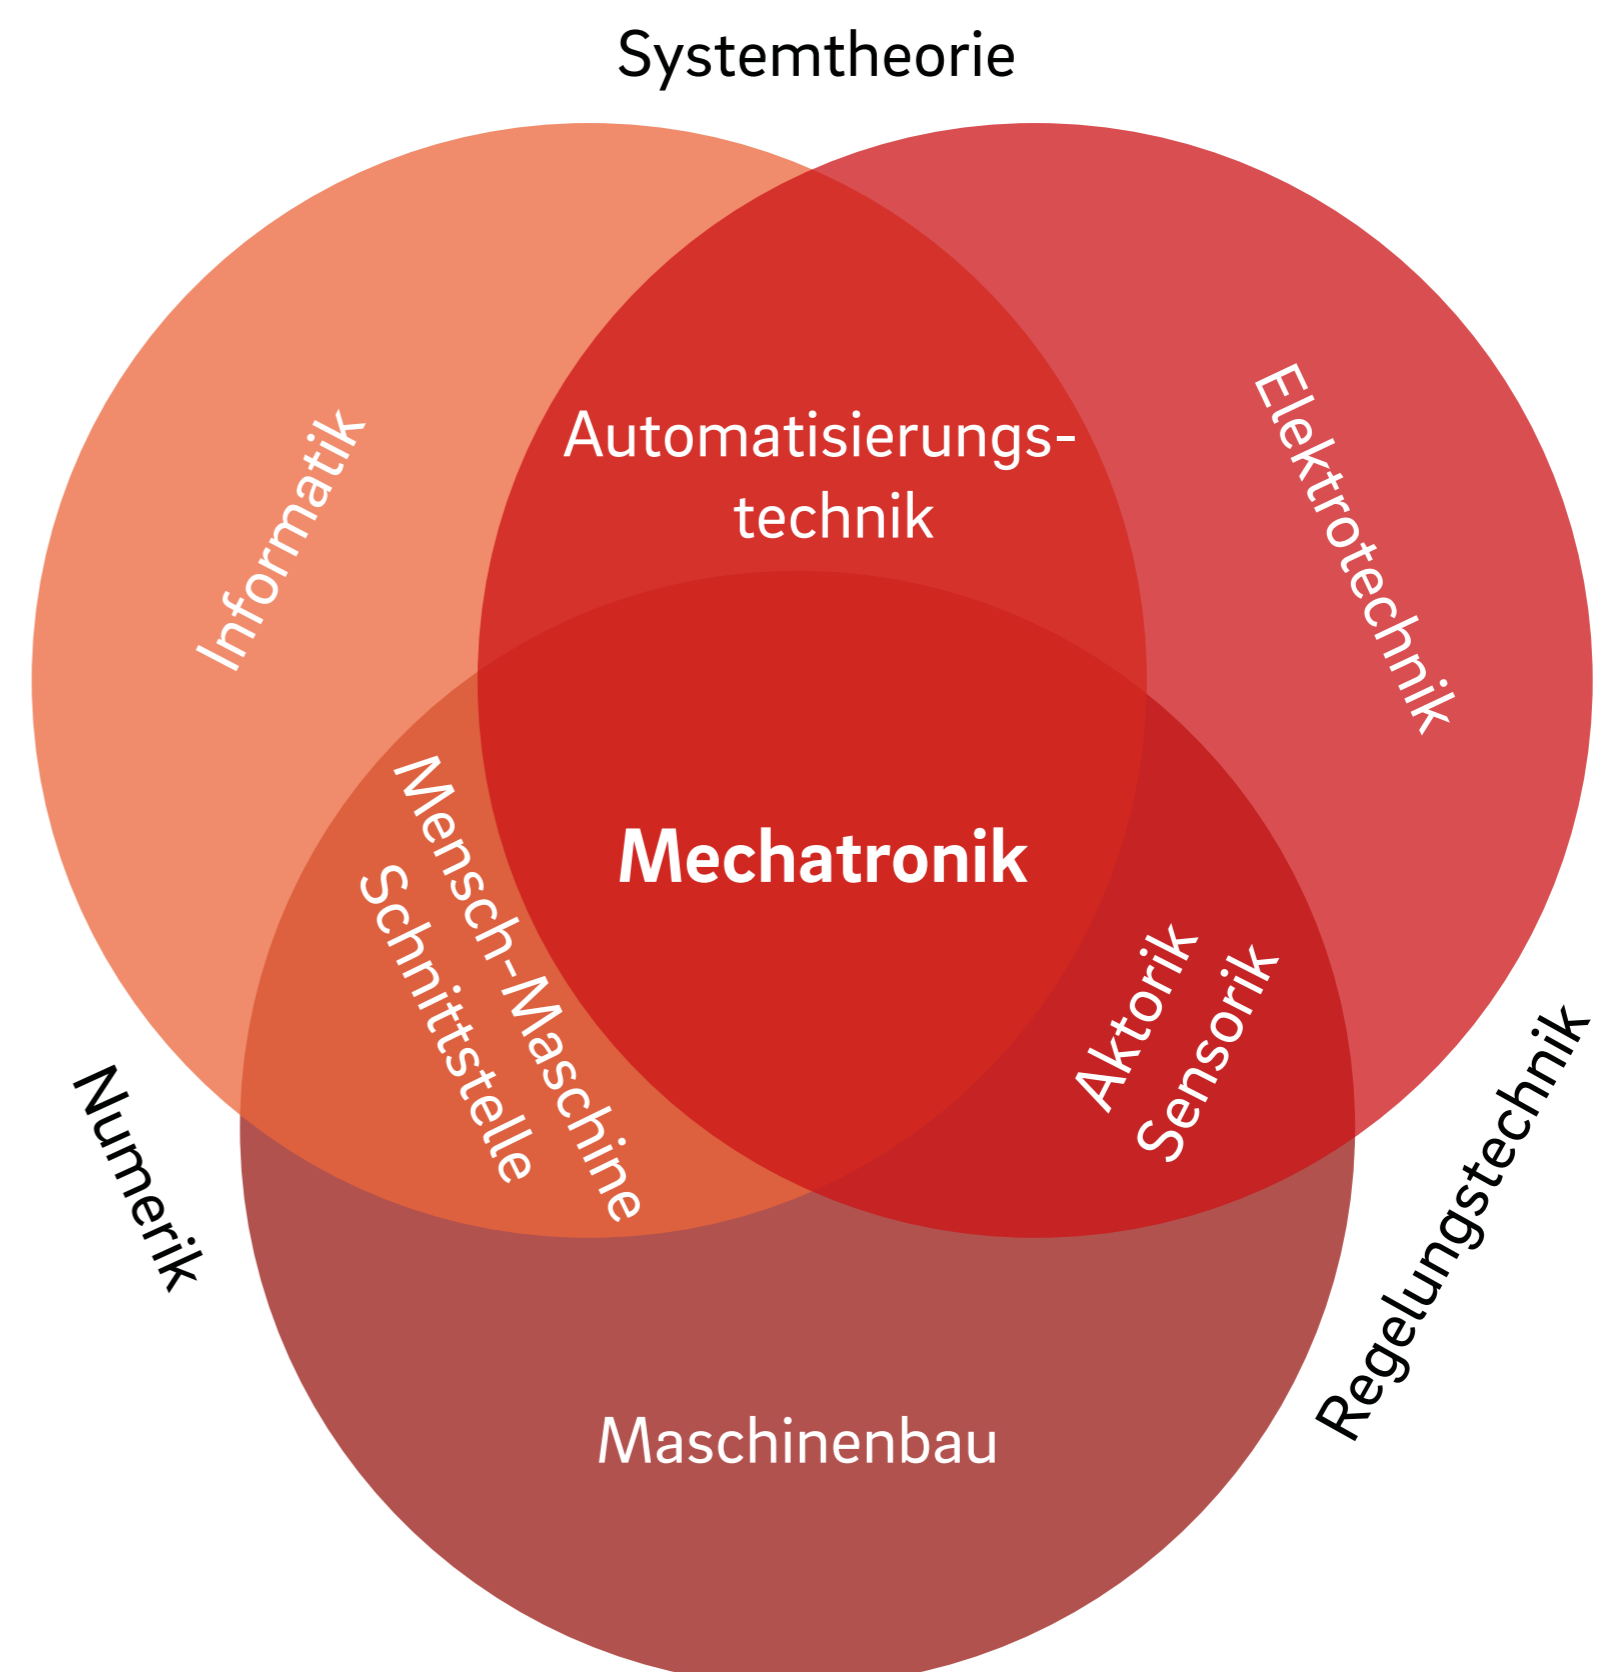 Systemtheorie
Informatik
Automatisierungs-
technik
Elektrotechnik
Mensch-Maschine
Schnittstelle
Mechatronik
Aktorik
Sensorik
Numerik
Regelungstechnik
Maschinenbau